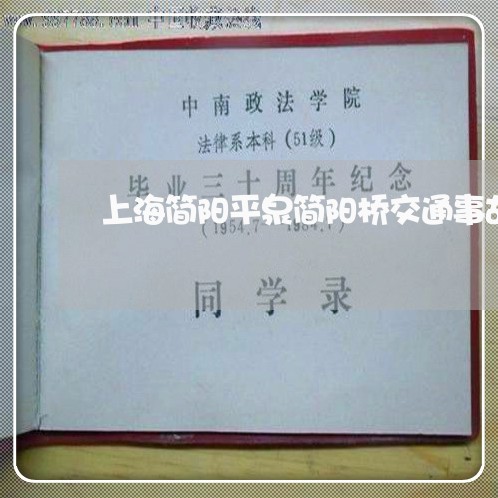 中南政法学院
法律系本科(51级)
毕业三十周年纪念
上海简阳平泉简阳桥交通事故
(1954.7-1984.7)
同学录